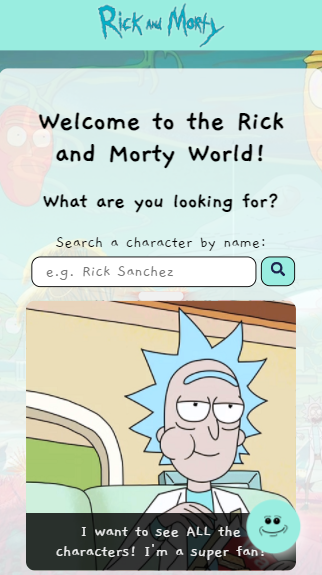 Rick and Morty
Welcome to the Rick
and Morty World!
What are you looking for?
Search a character by name:
e.g. Rick Sanchez
I want to see ALL the
characters! I'm a super fan!